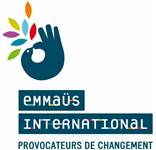 emmaüs
INTERNATIONAL
PROVOCATEURS DE CHANGEMENT